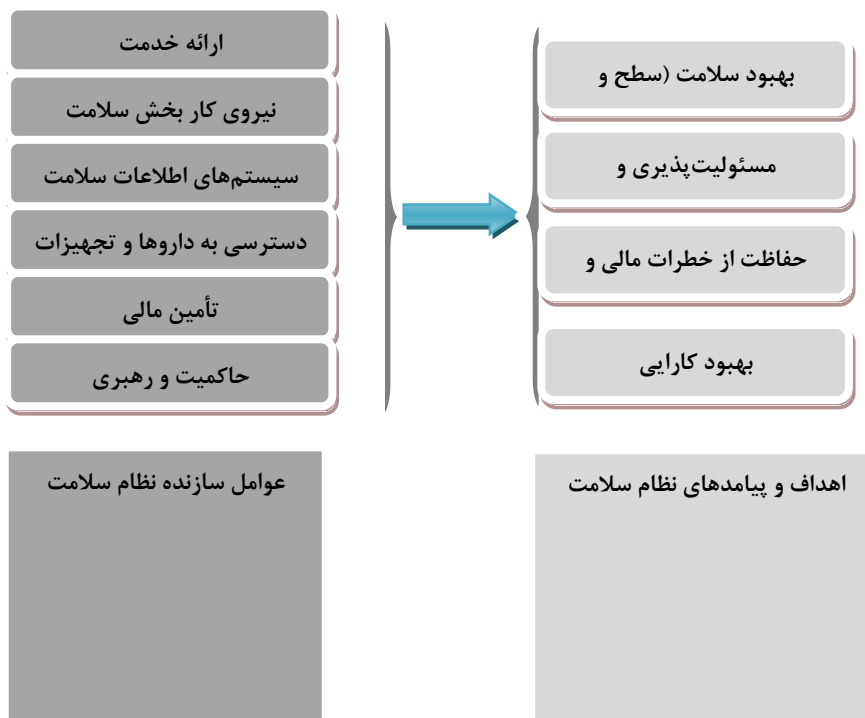 ارائه خدمت
نیروی کار بخش سلامت
سیستم‌های اطلاعات سلامت
دسترسی به داروها و تجهیزات
تأمین مالی
حاکمیت و رهبری
بهبود سلامت (سطح و
مسئولیت‌پذیری و
حفاظت از خطرات مالی و
بهبود کارایی
عوامل سازنده نظام سلامت
اهداف و پیامدهای نظام سلامت